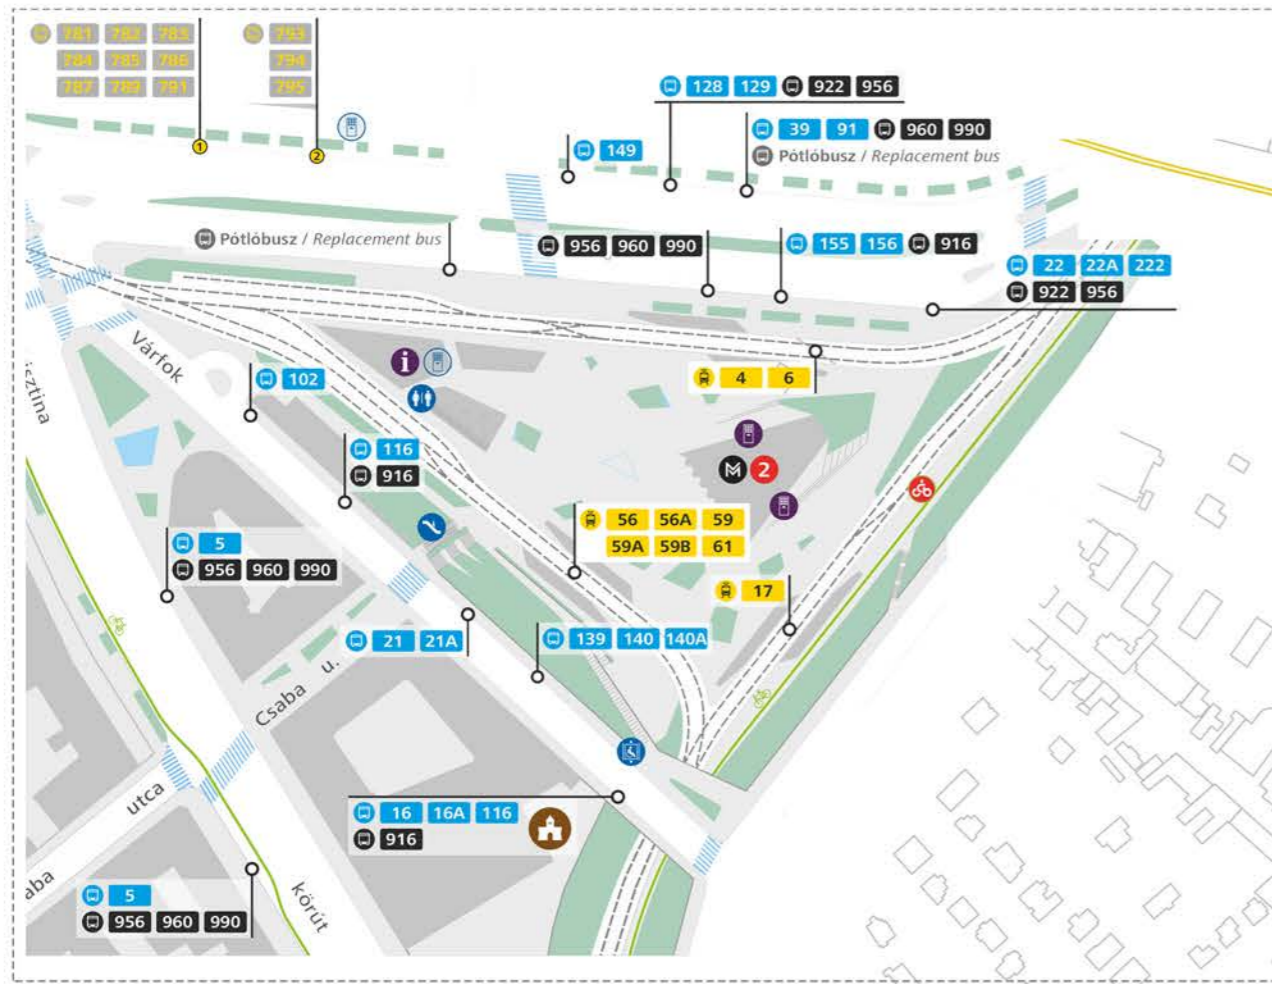 781 782 783
784 785 786
787 789 791
793
794
795
1
2
128 129 922 956
39 91 960 990
Pótlóbusz / Replacement bus
149
Pótlóbusz / Replacement bus
956 960 990
155 156 916
22 22A 222
922 956
Várfok
isztina
102
i
4 6
116
916
M 2
56 56A 59
59A 59B 61
5
956 960 990
17
21 21A
139 140 140A
Csaba u.
utca
16 16A 116
916
aba
körút
5
956 960 990